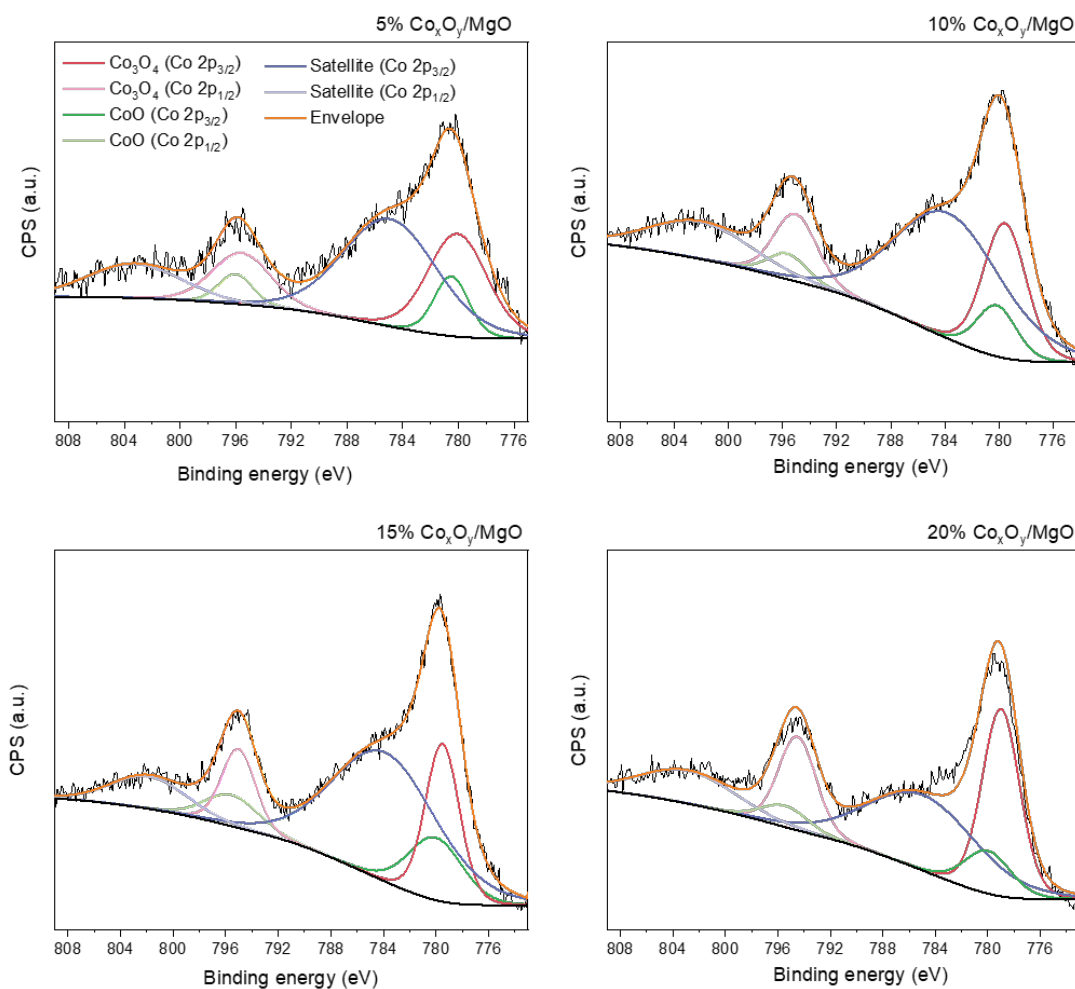 5% CoₓOᵧ/MgO
Co₃O₄ (Co 2p₃/₂)
Co₃O₄ (Co 2p₁/₂)
CoO (Co 2p₃/₂)
CoO (Co 2p₁/₂)
Satellite (Co 2p₃/₂)
Satellite (Co 2p₁/₂)
Envelope
CPS (a.u.)
808 804 800 796 792 788 784 780 776
Binding energy (eV)
10% CoₓOᵧ/MgO
CPS (a.u.)
808 804 800 796 792 788 784 780 776
Binding energy (eV)
15% CoₓOᵧ/MgO
CPS (a.u.)
808 804 800 796 792 788 784 780 776
Binding energy (eV)
20% CoₓOᵧ/MgO
CPS (a.u.)
808 804 800 796 792 788 784 780 776
Binding energy (eV)